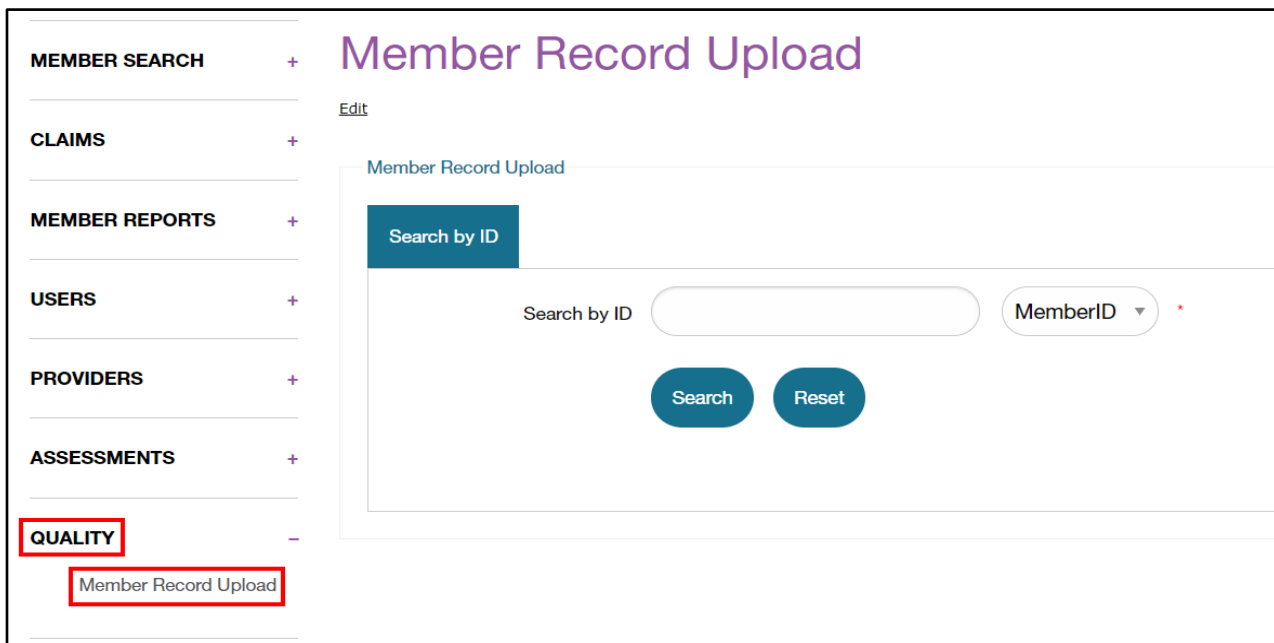 MEMBER SEARCH +
CLAIMS +
MEMBER REPORTS +
USERS +
PROVIDERS +
ASSESSMENTS +
QUALITY –
Member Record Upload
Member Record Upload
Edit
Member Record Upload
Search by ID
Search by ID MemberID *
Search Reset